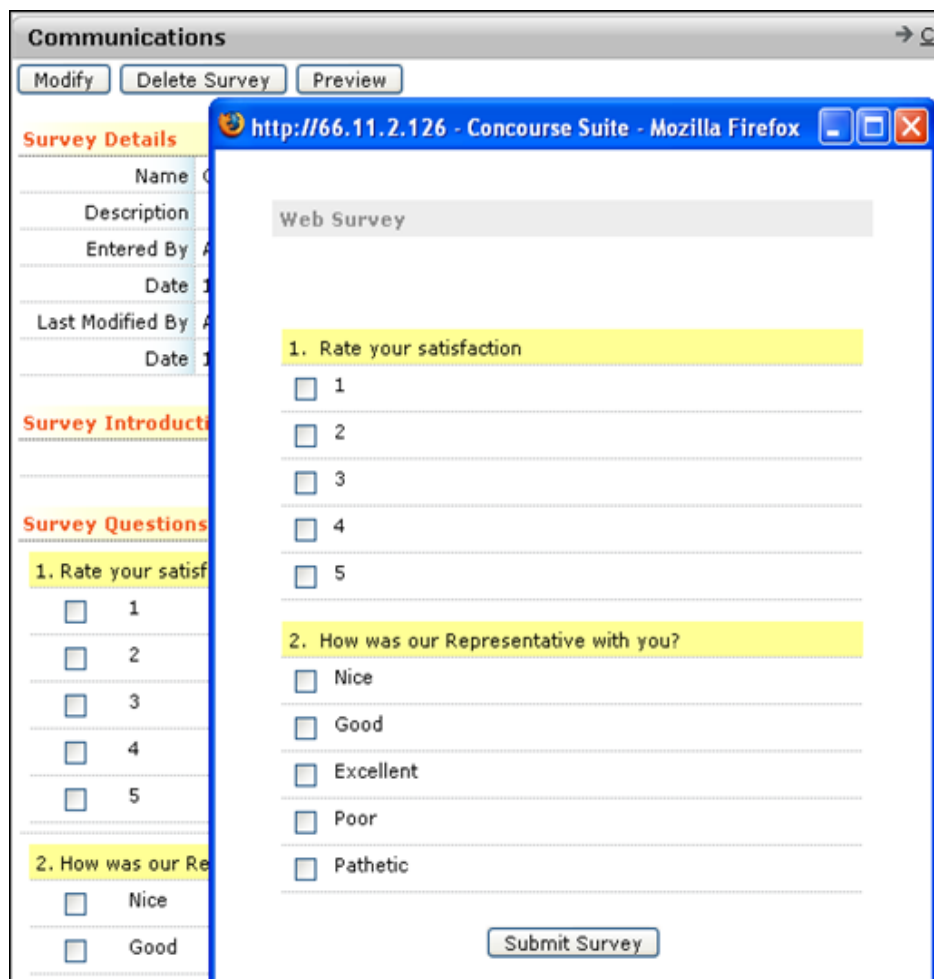 Communications
Modify Delete Survey Preview
http://66.11.2.126 - Concourse Suite - Mozilla Firefox
Survey Details
Name
Description
Entered By
Date
Last Modified By
Date
Survey
Survey Questions
1. Rate your
1
2
3
4
5
2. How was our
Nice
Good
Web Survey
1. Rate your satisfaction
1
2
3
4
5
2. How was our Representative with you?
Nice
Good
Excellent
Poor
Pathetic
Submit Survey